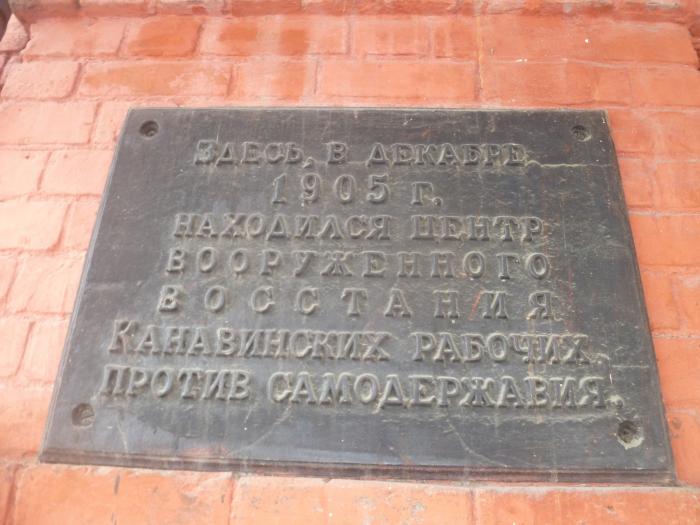 Здесь, в декабре
1905 г.
находился центр
вооруженного
восстания
Канавинских рабочих
против самодержавия.